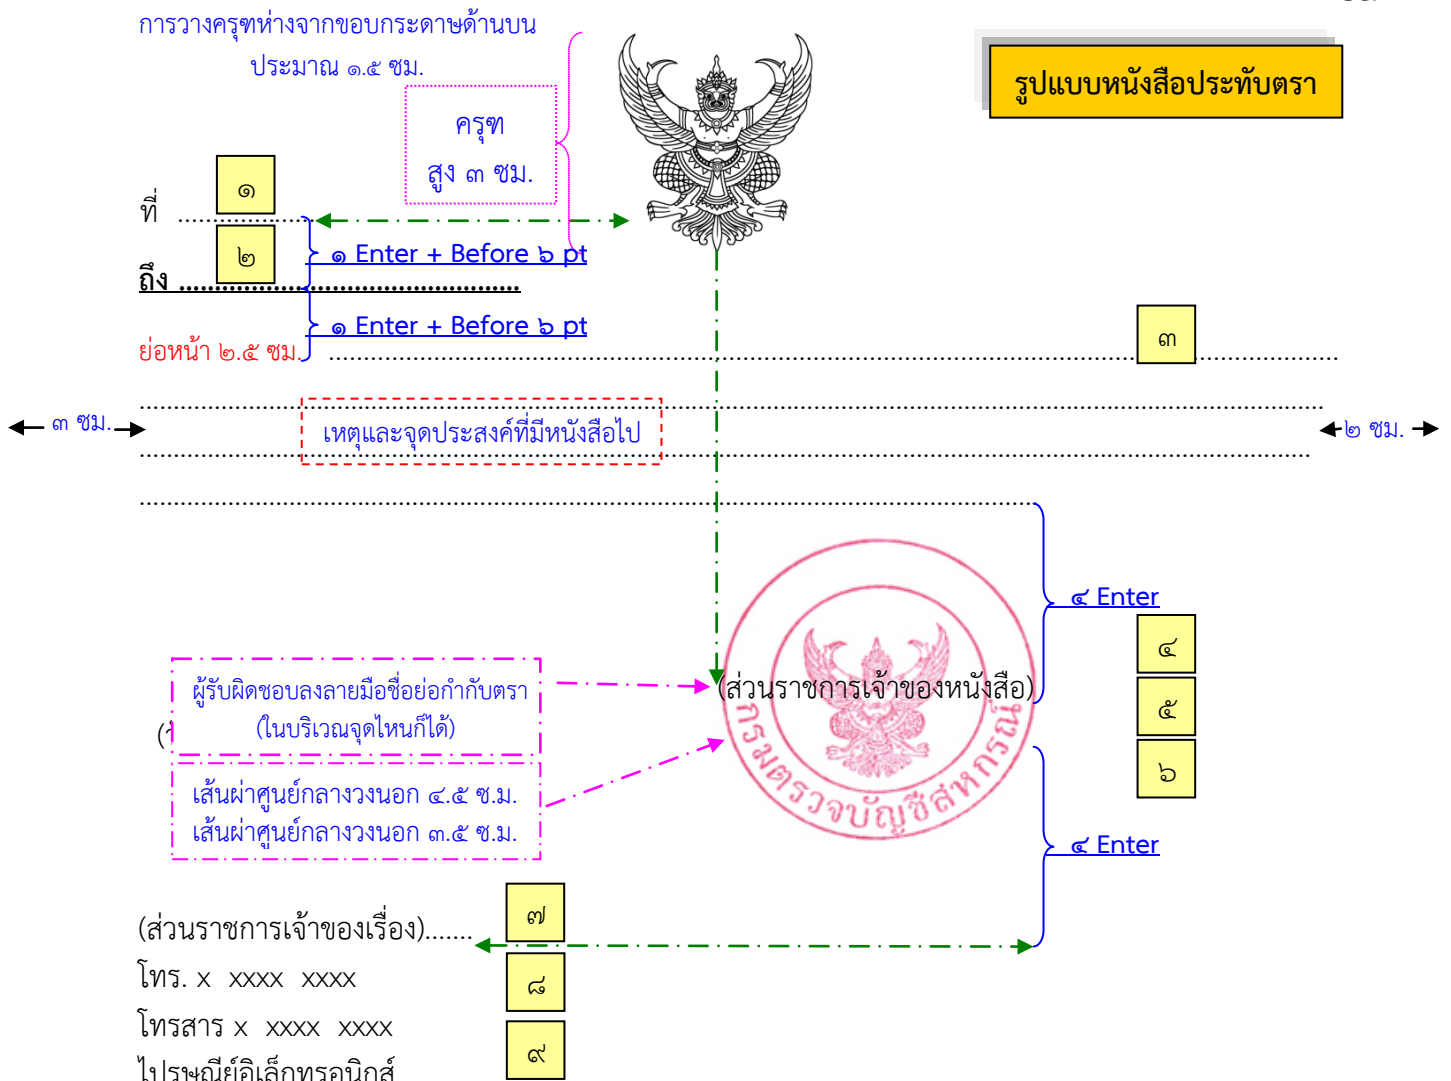 การวางครุฑห่างจากขอบกระดาษด้านบน
ประมาณ ๑.๕ ซม.
รูปแบบหนังสือประทับตรา
ครุฑ
สูง ๓ ซม.
ที่ ................
๑
๒
๑ Enter + Before ๖ pt
ถึง ........................................
๑ Enter + Before ๖ pt
๓
ย่อหน้า ๒.๕ ซม.
๓ ซม.
เหตุและจุดประสงค์ที่มีหนังสือไป
๒ ซม.
๔ Enter
๔
ผู้รับผิดชอบลงลายมือชื่อย่อกำกับตรา
(ส่วนราชการเจ้าของหนังสือ)
๕
(ในบริเวณจุดไหนก็ได้)
กรมตรวจบัญชีสหกรณ์
๖
เส้นผ่าศูนย์กลางวงนอก ๔.๕ ซ.ม.
เส้นผ่าศูนย์กลางวงนอก ๓.๕ ซ.ม.
๔ Enter
(ส่วนราชการเจ้าของเรื่อง).......
๗
โทร. x xxxx xxxx
๘
โทรสาร x xxxx xxxx
๙
ไปรษณีย์อิเล็กทรอนิกส์